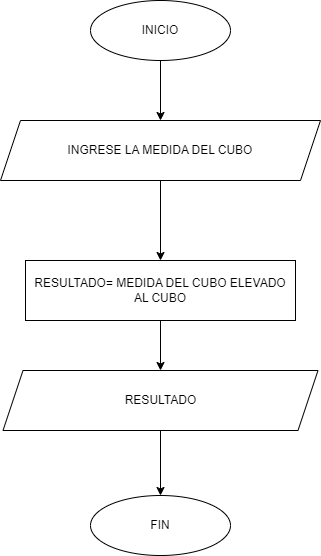 INICIO
INGRESE LA MEDIDA DEL CUBO
RESULTADO= MEDIDA DEL CUBO ELEVADO
AL CUBO
RESULTADO
FIN